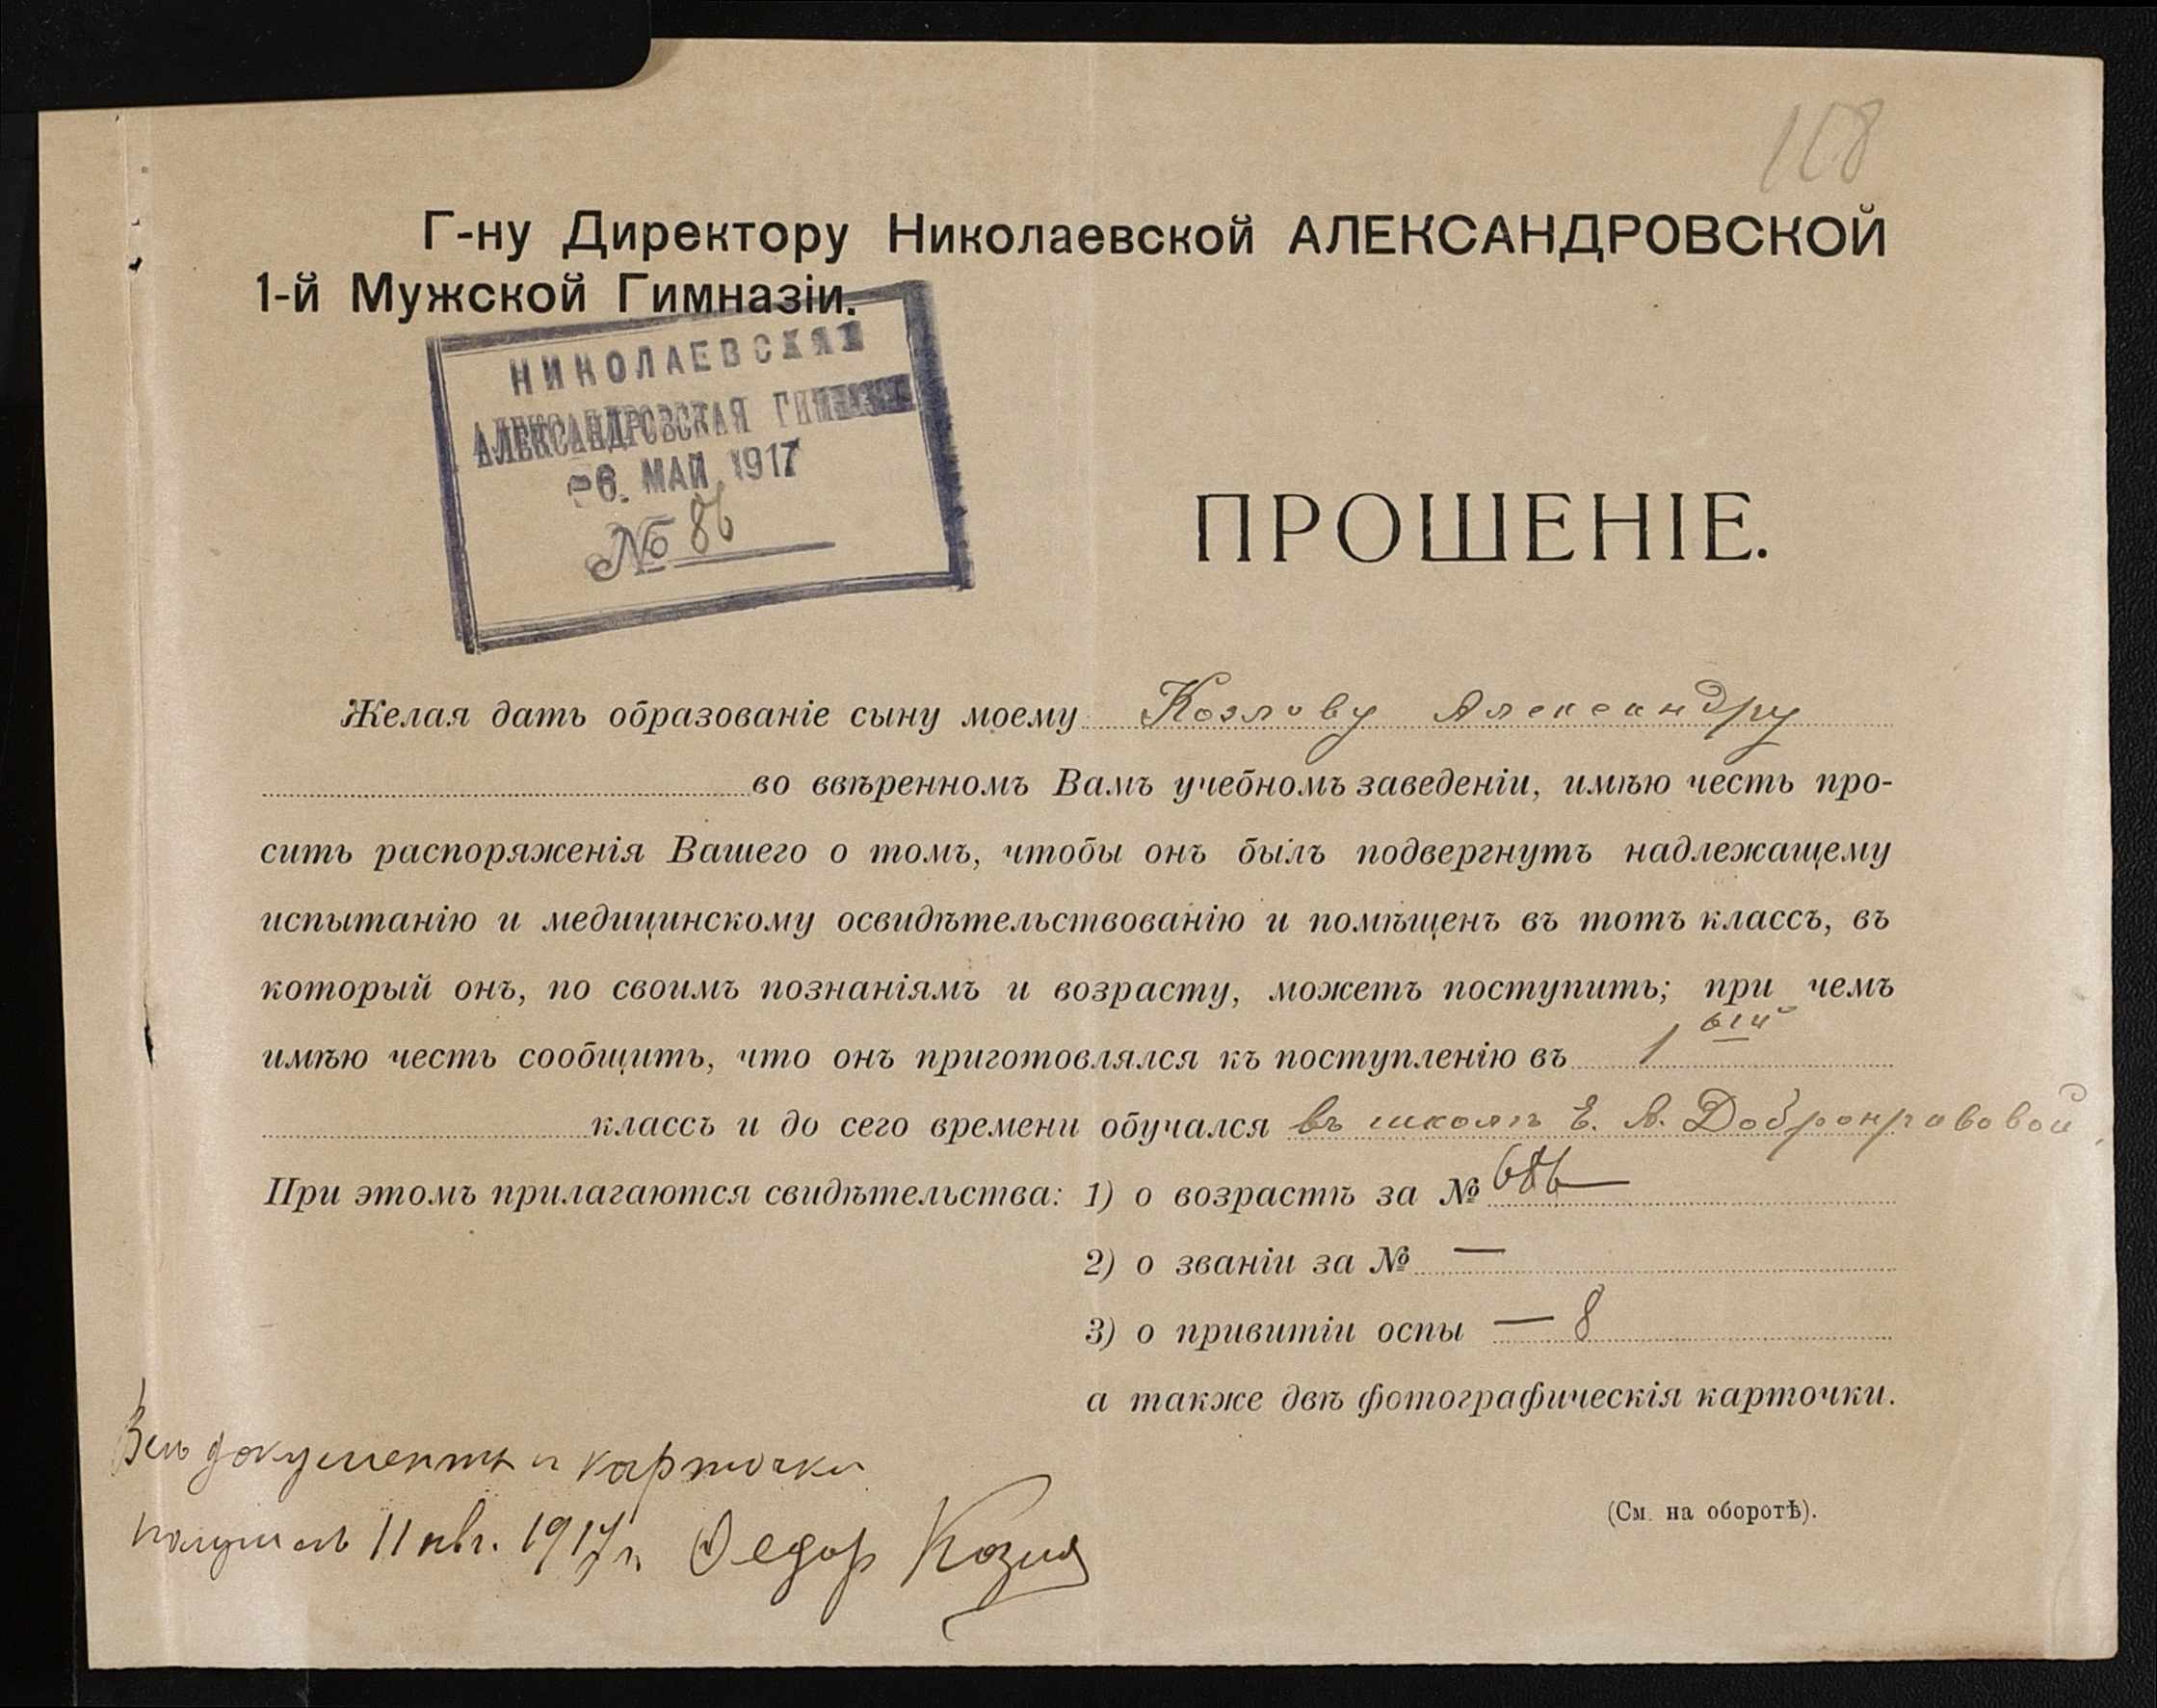 168
Г-ну Директору Николаевской АЛЕКСАНДРОВСКОЙ
1-й Мужской Гимназіи.
НИКОЛАЕВСКАЯ
АЛЕКСАНДРОВСКАЯ ГИМНАЗІЯ
-6. МАЙ 1917
№ 86
ПРОШЕНІЕ.
Желая дать образованіе сыну моему Козлову Александру
во ввѣренномъ Вамъ учебномъ заведеніи, имѣю честь про-
сить распоряженія Вашего о томъ, чтобы онъ былъ подвергнутъ надлежащему
испытанію и медицинскому освидѣтельствованію и помѣщенъ въ тотъ классъ, въ
который онъ, по своимъ познаніямъ и возрасту, можетъ поступить; при чемъ
имѣю честь сообщить, что онъ приготовлялся къ поступленію въ 1 ый
классъ и до сего времени обучался въ школѣ Е. А. Добронравовой
При этомъ прилагаются свидѣтельства: 1) о возрастѣ за № 686
2) о званіи за № —
3) о привитіи оспы — 8
а также двѣ фотографическія карточки.
Всѣ документы и карточки
получилъ 11 авг. 1917 г. Федор Козлов
(См. на оборотѣ).